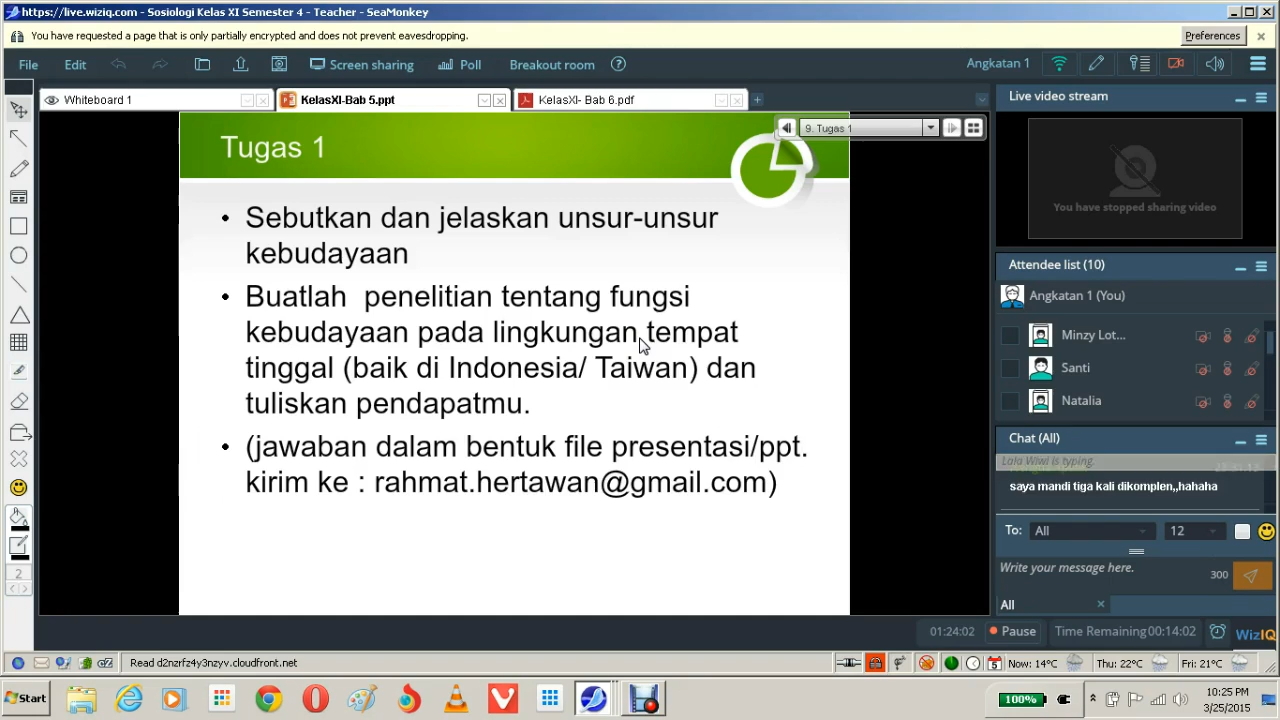 https://live.wiziq.com - Sosiologi Kelas XI Semester 4 - Teacher - SeaMonkey
You have requested a page that is only partially encrypted and does not prevent eavesdropping.
Preferences
File Edit Screen sharing Poll Breakout room Angkatan 1
Whiteboard 1 KelasXI-Bab 5.ppt KelasXI- Bab 6.pdf
9. Tugas 1
Tugas 1
• Sebutkan dan jelaskan unsur-unsur
kebudayaan
• Buatlah penelitian tentang fungsi
kebudayaan pada lingkungan tempat
tinggal (baik di Indonesia/ Taiwan) dan
tuliskan pendapatmu.
• (jawaban dalam bentuk file presentasi/ppt.
kirim ke : rahmat.hertawan@gmail.com)
2
Live video stream
You have stopped sharing video
Attendee list (10)
Angkatan 1 (You)
Minzy Lot...
Santi
Natalia
Chat (All)
Lala Wiwi is typing.
saya mandi tiga kali dikomplen,,hahaha
To: All 12
Write your message here. 300
All
01:24:02 Pause Time Remaining 00:14:02 WizIQ
Read d2nzrfz4y3nzyv.cloudfront.net
5 Now: 14°C Thu: 22°C Fri: 21°C
Start
100%
10:25 PM
3/25/2015